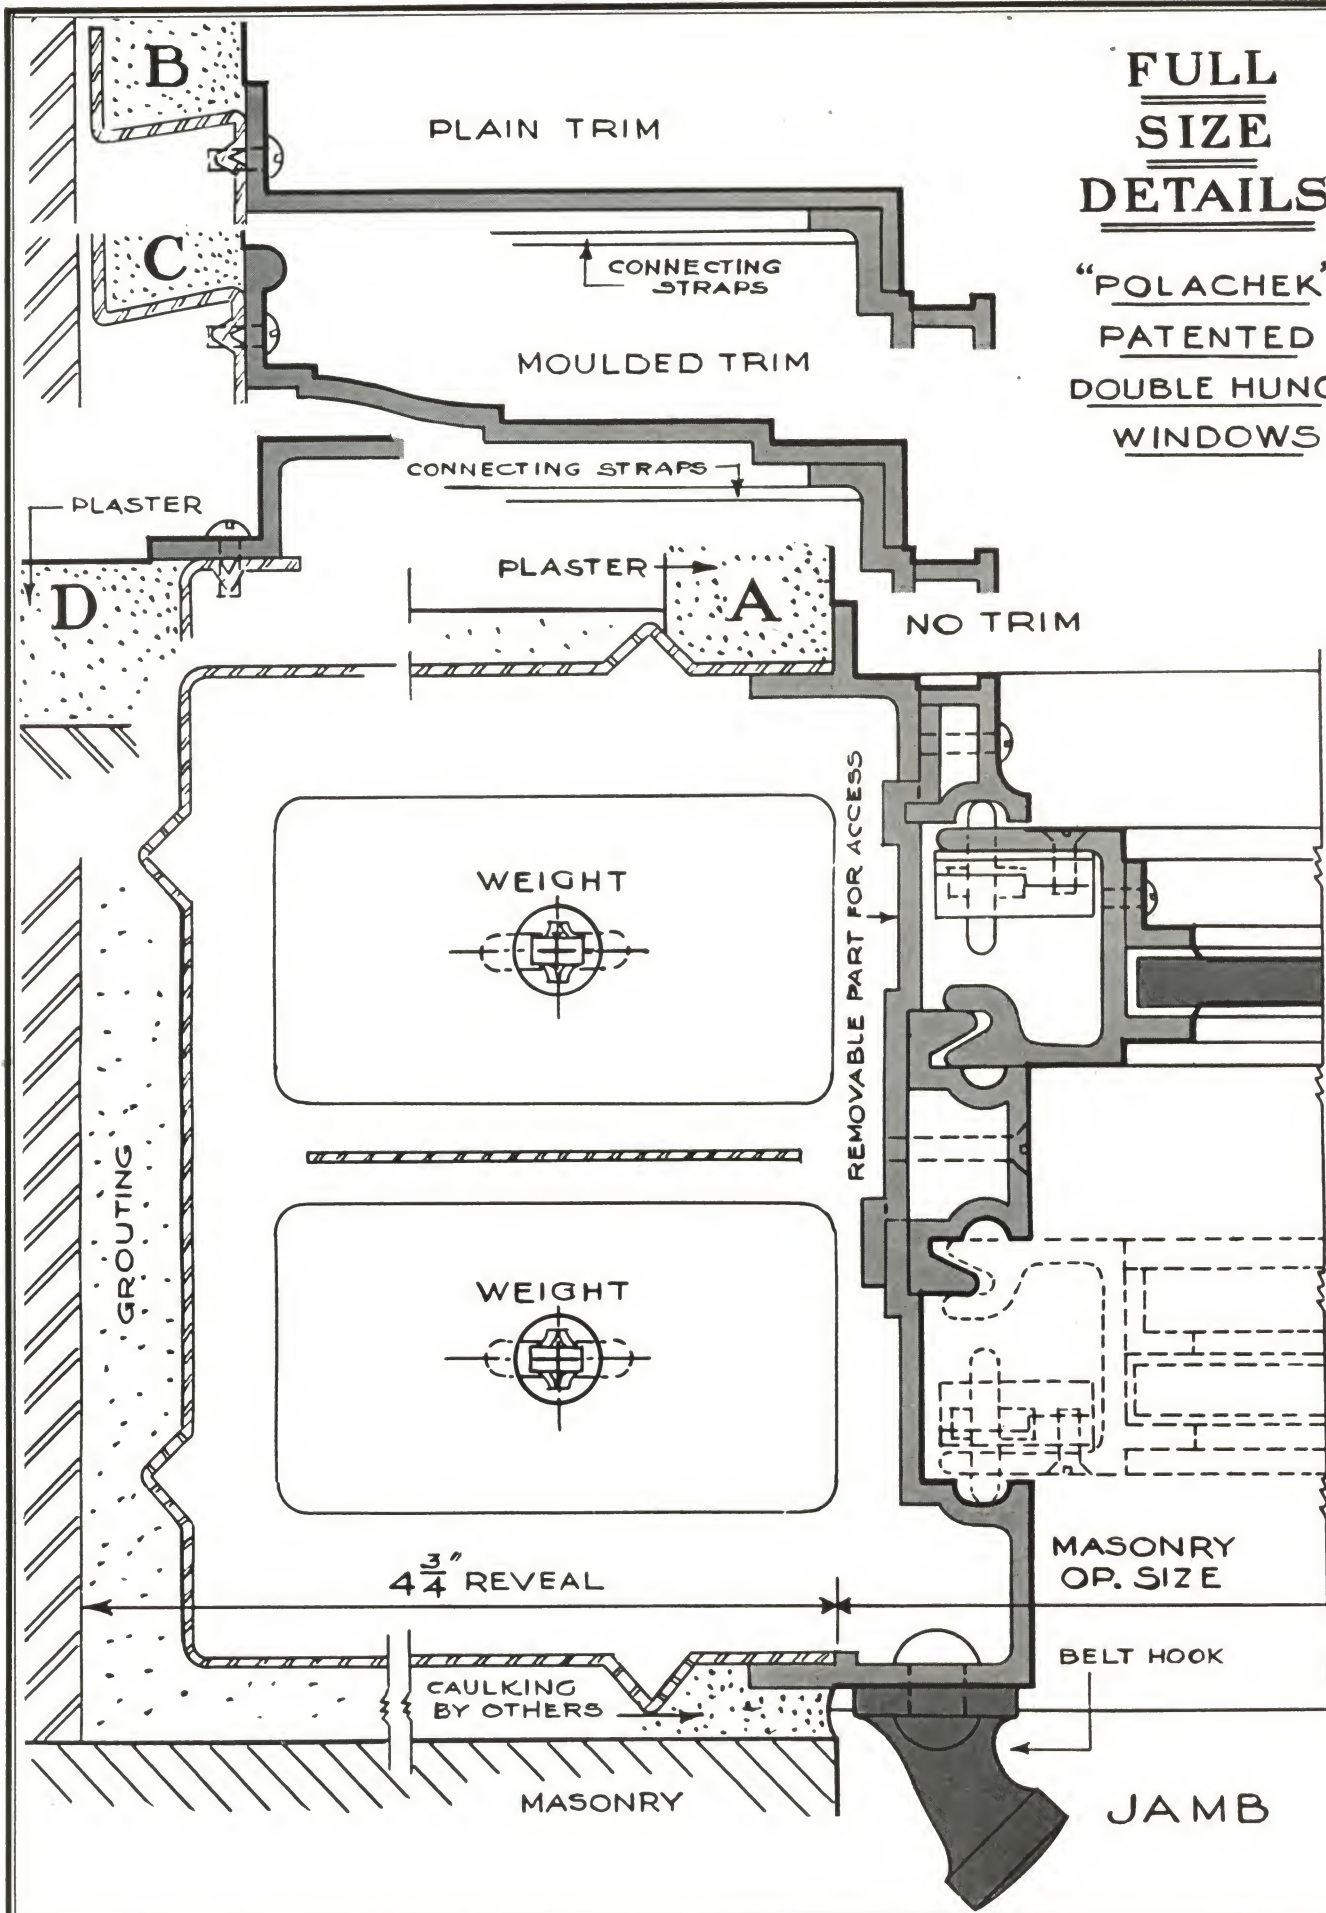 FULL
SIZE
DETAILS
"POLACHEK"
PATENTED
DOUBLE HUNG
WINDOWS
B
PLAIN TRIM
CONNECTING
STRAPS
C
MOULDED TRIM
CONNECTING STRAPS
PLASTER
D
PLASTER
A
NO TRIM
REMOVABLE PART FOR ACCESS
WEIGHT
GROUTING
WEIGHT
4 3/4" REVEAL
MASONRY
OP. SIZE
BELT HOOK
CAULKING
BY OTHERS
MASONRY
JAMB